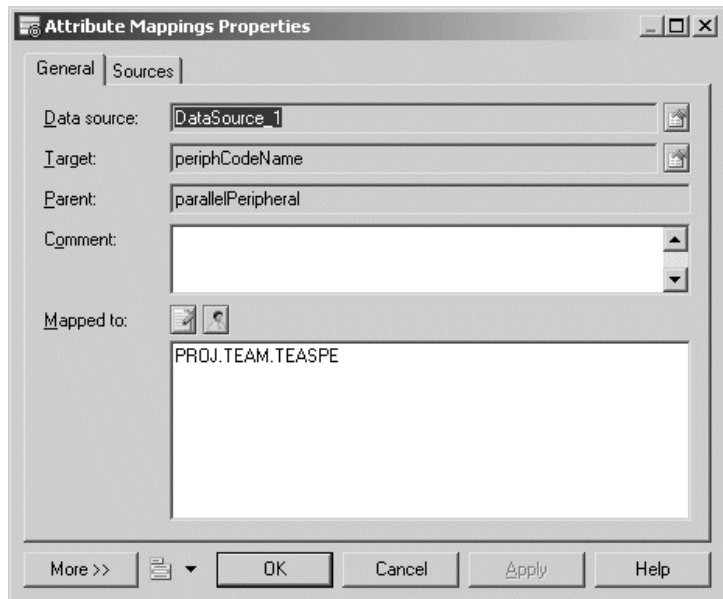 Attribute Mappings Properties
General Sources
Data source: DataSource_1
Target: periphCodeName
Parent: parallelPeripheral
Comment:
Mapped to:
PROJ.TEAM.TEASPE
More >> OK Cancel Apply Help